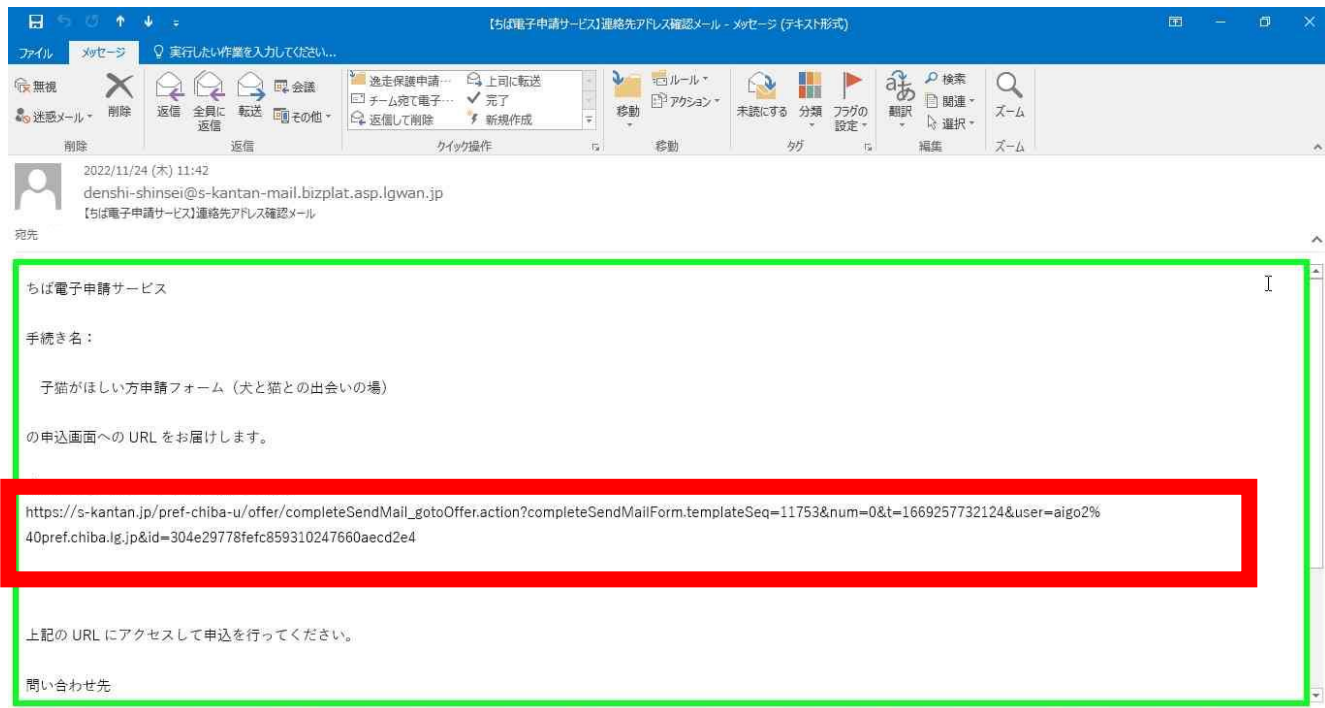 【ちば電子申請サービス】連絡先アドレス確認メール - メッセージ (テキスト形式)
ファイル メッセージ 実行したい作業を入力してください...
無視
迷惑メール
削除
返信
全員に
返信
転送
会議
その他
逸走保護申請…
チーム宛て電子…
返信して削除
上司に転送
完了
新規作成
移動
ルール
アクション
未読にする
分類
フラグの
設定
翻訳
検索
関連
選択
ズーム
削除 返信 クイック操作 移動 タグ 編集 ズーム
2022/11/24 (木) 11:42
denshi-shinsei@s-kantan-mail.bizplat.asp.lgwan.jp
【ちば電子申請サービス】連絡先アドレス確認メール
宛先
ちば電子申請サービス
手続き名：
子猫がほしい方申請フォーム（犬と猫との出会いの場）
の申込画面への URL をお届けします。
https://s-kantan.jp/pref-chiba-u/offer/completeSendMail_gotoOffer.action?completeSendMailForm.templateSeq=11753&num=0&t=1669257732124&user=aigo2%
40pref.chiba.lg.jp&id=304e29778fefc859310247660aecd2e4
上記の URL にアクセスして申込を行ってください。
問い合わせ先